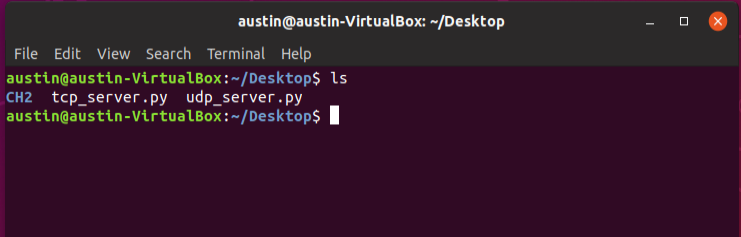 austin@austin-VirtualBox: ~/Desktop
File Edit View Search Terminal Help
austin@austin-VirtualBox:~/Desktop$ ls
CH2  tcp_server.py  udp_server.py
austin@austin-VirtualBox:~/Desktop$